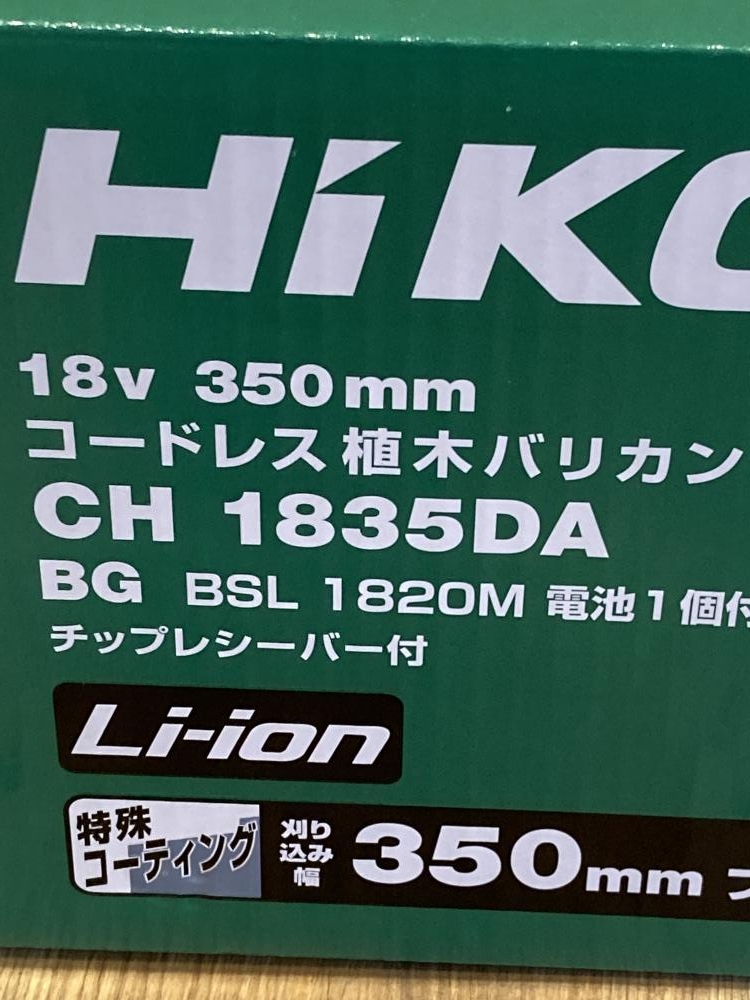 HiKO
18v 350mm
コードレス植木バリカン
CH 1835DA
BG BSL 1820M 電池1個付
チップレシーバー付
Li-ion
特殊
コーティング
刈り
込み
幅
350mm